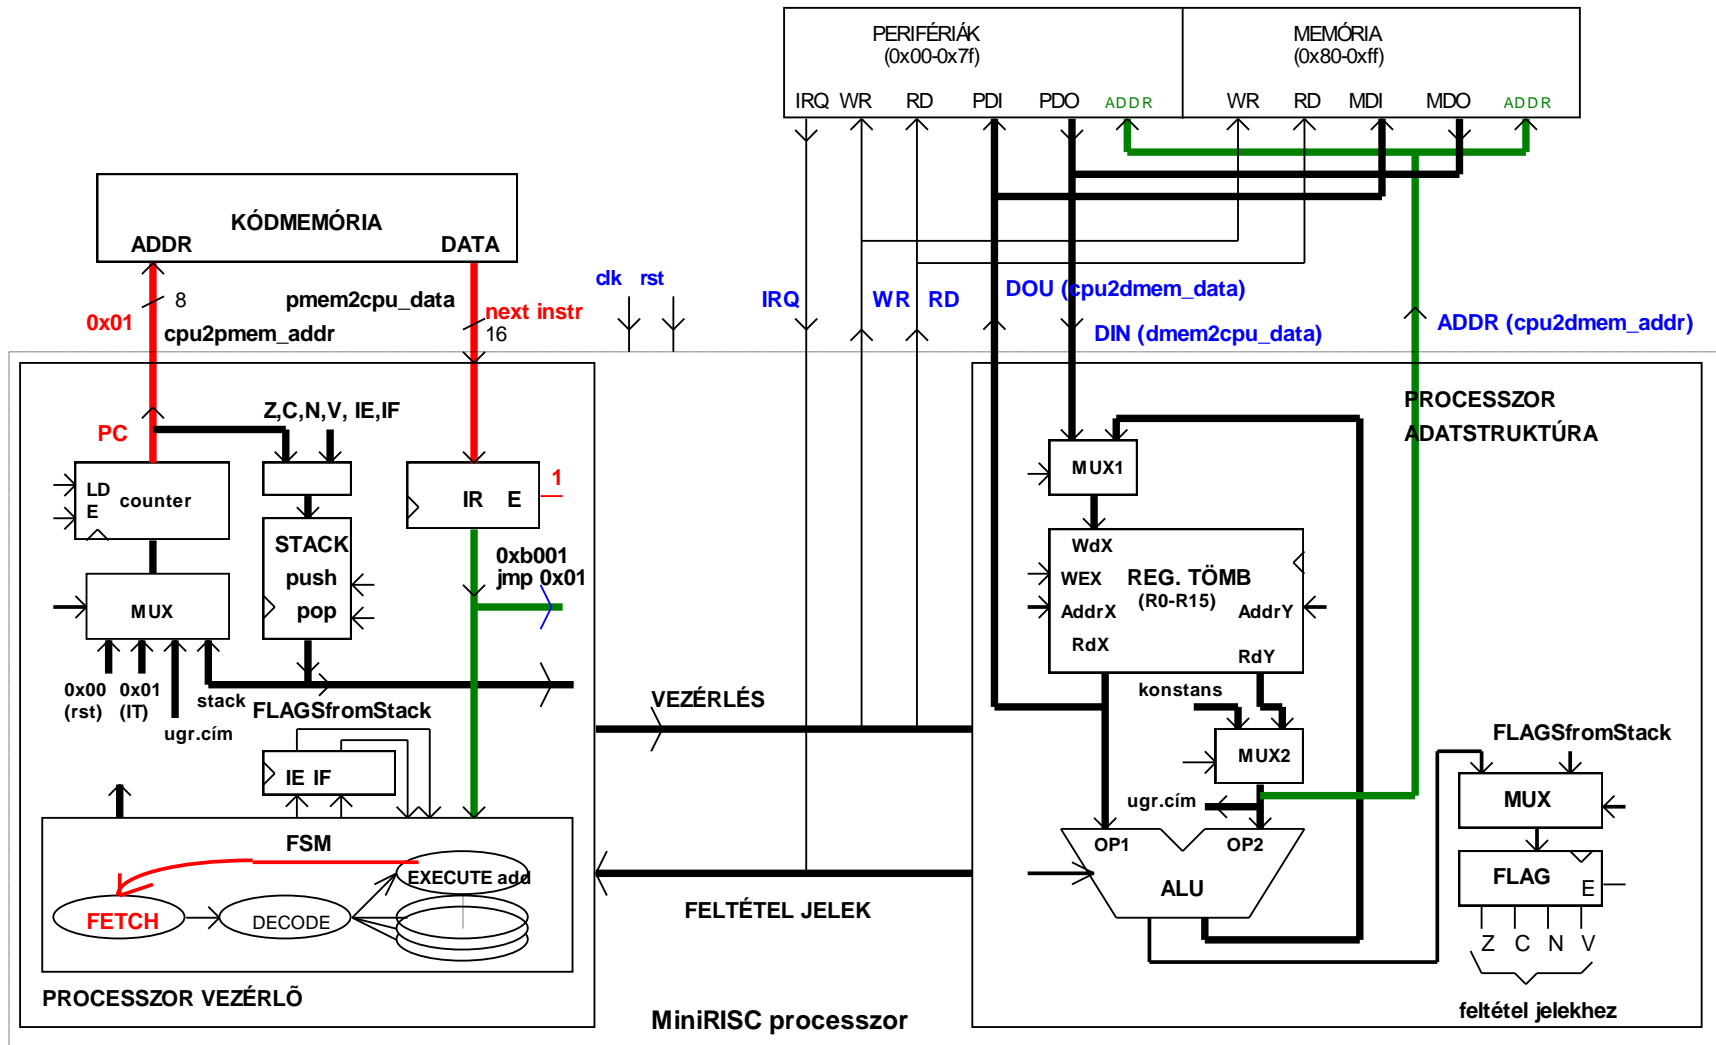 PERIFÉRIÁK
(0x00-0x7f)
MEMÓRIA
(0x80-0xff)
IRQ WR RD PDI PDO ADDR
WR RD MDI MDO ADDR
KÓDMEMÓRIA
ADDR DATA
8
0x01
cpu2pmem_addr
pmem2cpu_data
next instr
16
clk rst
IRQ
WR RD
DOU (cpu2dmem_data)
DIN (dmem2cpu_data)
ADDR (cpu2dmem_addr)
PC
Z,C,N,V, IE,IF
LD
E
counter
IR E
1
STACK
push
pop
0xb001
jmp 0x01
MUX
0x00
(rst)
0x01
(IT)
ugr.cím
stack
FLAGSfromStack
IE IF
FSM
FETCH
DECODE
EXECUTE add
PROCESSZOR VEZÉRLÕ
VEZÉRLÉS
FELTÉTEL JELEK
MiniRISC processzor
PROCESSZOR
ADATSTRUKTÚRA
MUX1
WdX
WEX
REG. TÖMB
(R0-R15)
AddrX
AddrY
RdX
RdY
konstans
MUX2
ugr.cím
OP1 OP2
ALU
FLAGSfromStack
MUX
FLAG
E
Z C N V
feltétel jelekhez